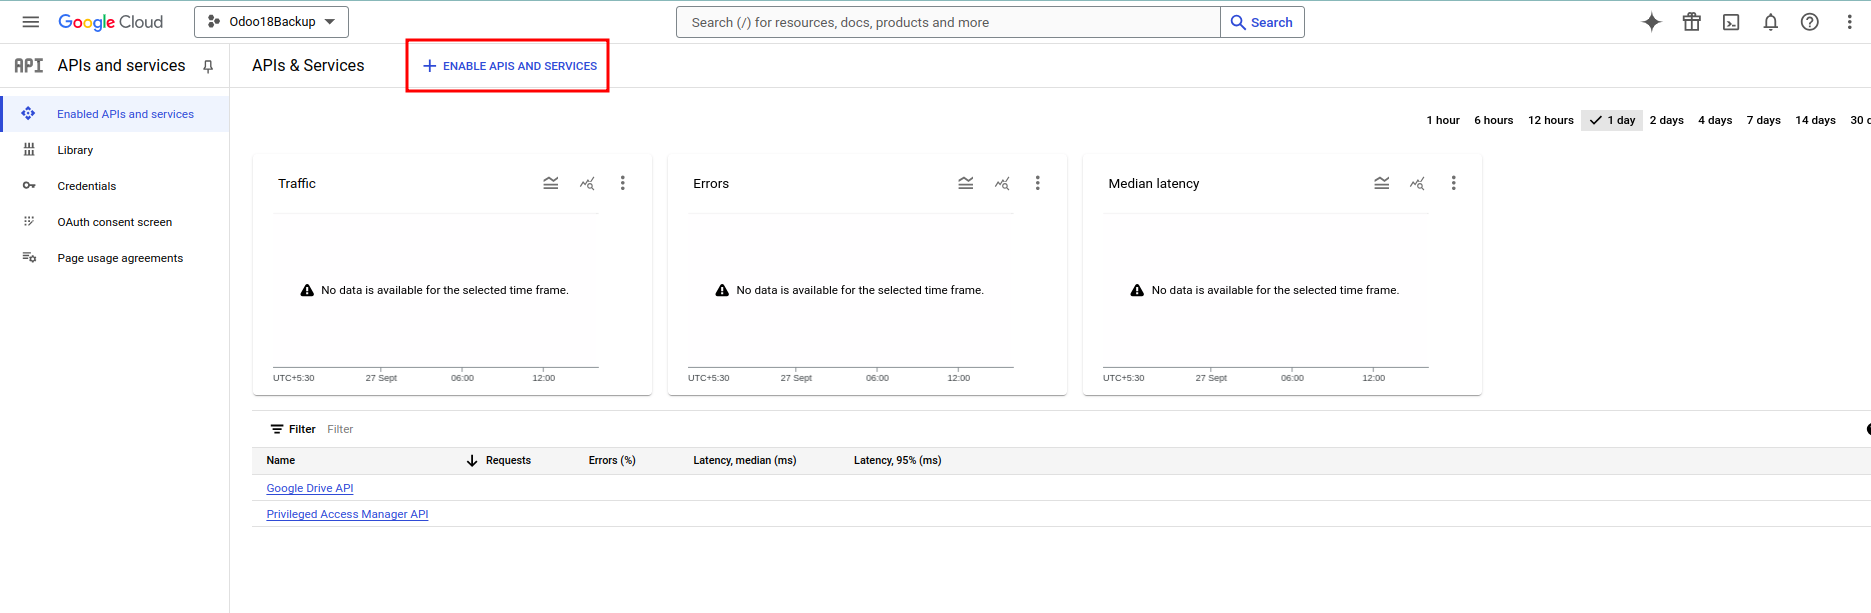 Google Cloud
Odoo18Backup
Search (/) for resources, docs, products and more
Search
API APIs and services
APIs & Services
ENABLE APIS AND SERVICES
Enabled APIs and services
Library
Credentials
OAuth consent screen
Page usage agreements
1 hour 6 hours 12 hours 1 day 2 days 4 days 7 days 14 days 30 d
Traffic
No data is available for the selected time frame.
UTC+5:30 27 Sept 06:00 12:00
Errors
No data is available for the selected time frame.
UTC+5:30 27 Sept 06:00 12:00
Median latency
No data is available for the selected time frame.
UTC+5:30 27 Sept 06:00 12:00
Filter Filter
Name Requests Errors (%) Latency, median (ms) Latency, 95% (ms)
Google Drive API
Privileged Access Manager API